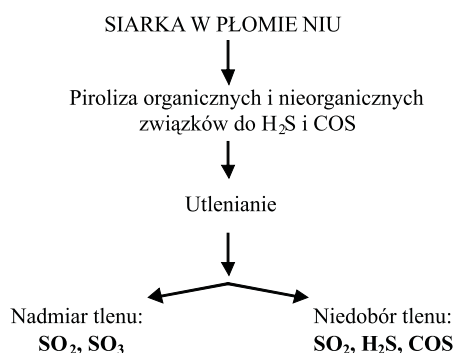 SIARKA W PŁOMIE NIU
Piroliza organicznych i nieorganicznych
związków do H₂S i COS
Utlenianie
Nadmiar tlenu:
SO₂, SO₃
Niedobór tlenu:
SO₂, H₂S, COS